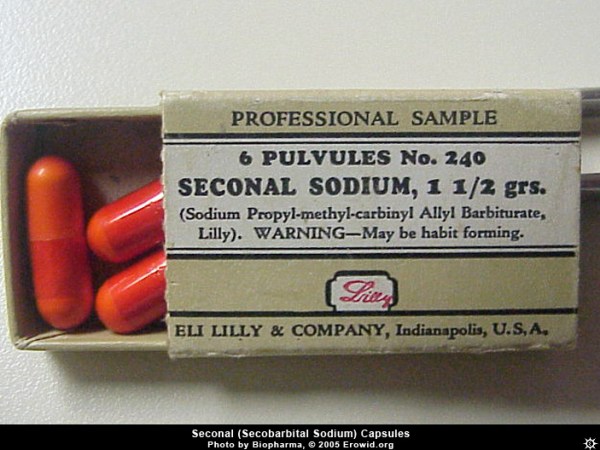 PROFESSIONAL SAMPLE
6 PULVULES No. 240
SECONAL SODIUM, 1 1/2 grs.
(Sodium Propyl-methyl-carbinyl Allyl Barbiturate,
Lilly). WARNING—May be habit forming.
Lilly
ELI LILLY & COMPANY, Indianapolis, U. S. A.
Seconal (Secobarbital Sodium) Capsules
Photo by Biopharma, © 2005 Erowid.org